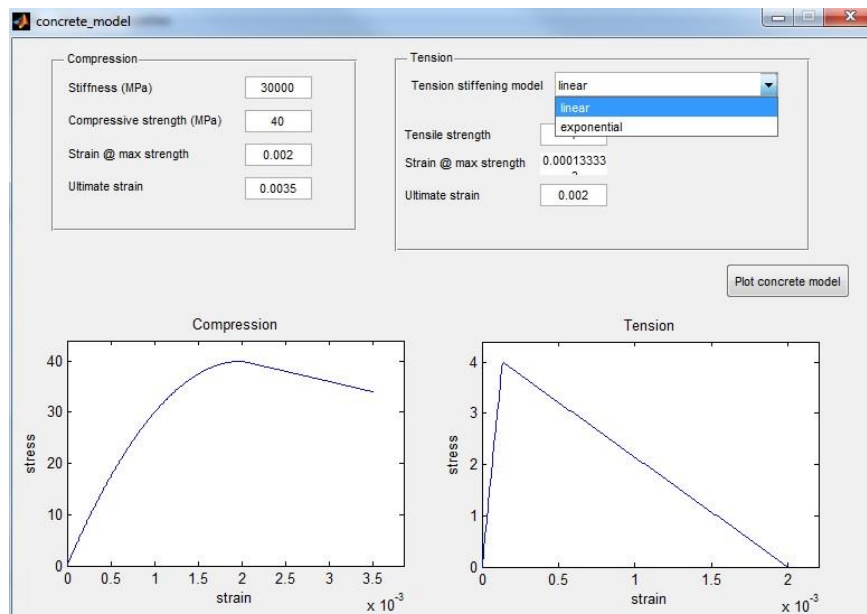 concrete_model
Compression
Stiffness (MPa) 30000
Compressive strength (MPa) 40
Strain @ max strength 0.002
Ultimate strain 0.0035
Tension
Tension stiffening model linear
linear
exponential
Tensile strength
Strain @ max strength 0.00013333
Ultimate strain 0.002
Plot concrete model
Compression
40
30
20
10
0
stress
0 0.5 1 1.5 2 2.5 3 3.5
strain
x 10⁻³
Tension
4
3
2
1
0
stress
0 0.5 1 1.5 2
strain
x 10⁻³